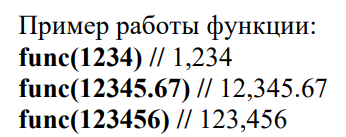 Пример работы функции:
func(1234) // 1,234
func(12345.67) // 12,345.67
func(123456) // 123,456